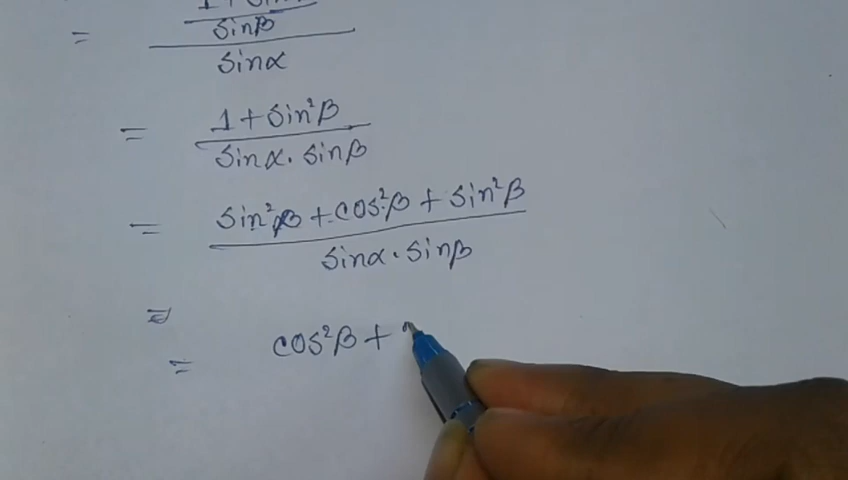 sinβ
= sinα
= 1 + sin²β
sinα. sinβ
= sin²β + cos²β + sin²β
sinα. sinβ
=
= cos²β +